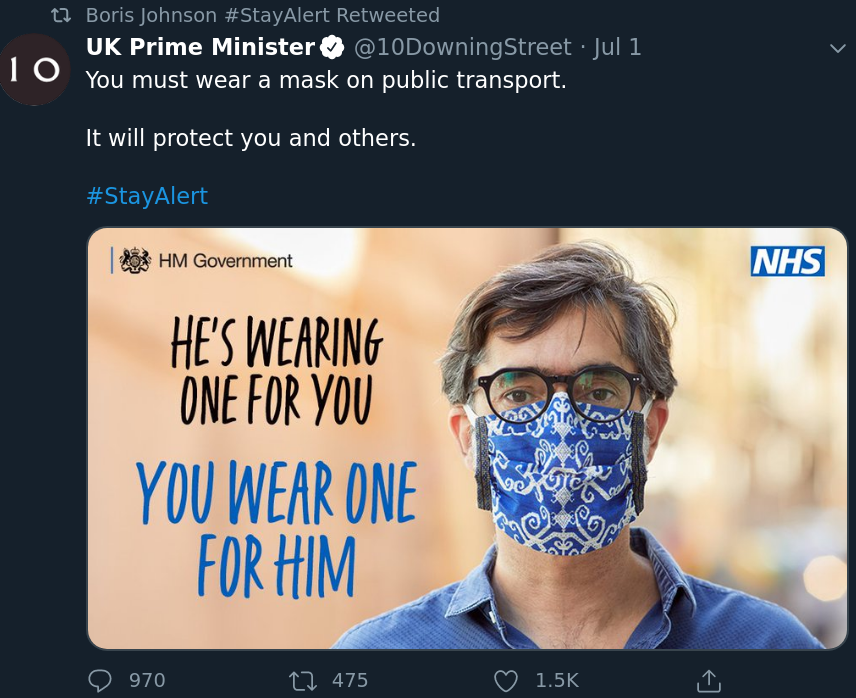 Boris Johnson #StayAlert Retweeted
UK Prime Minister @10DowningStreet · Jul 1
10
You must wear a mask on public transport.
It will protect you and others.
#StayAlert
HM Government
NHS
HE'S WEARING
ONE FOR YOU
YOU WEAR ONE
FOR HIM
970 475 1.5K